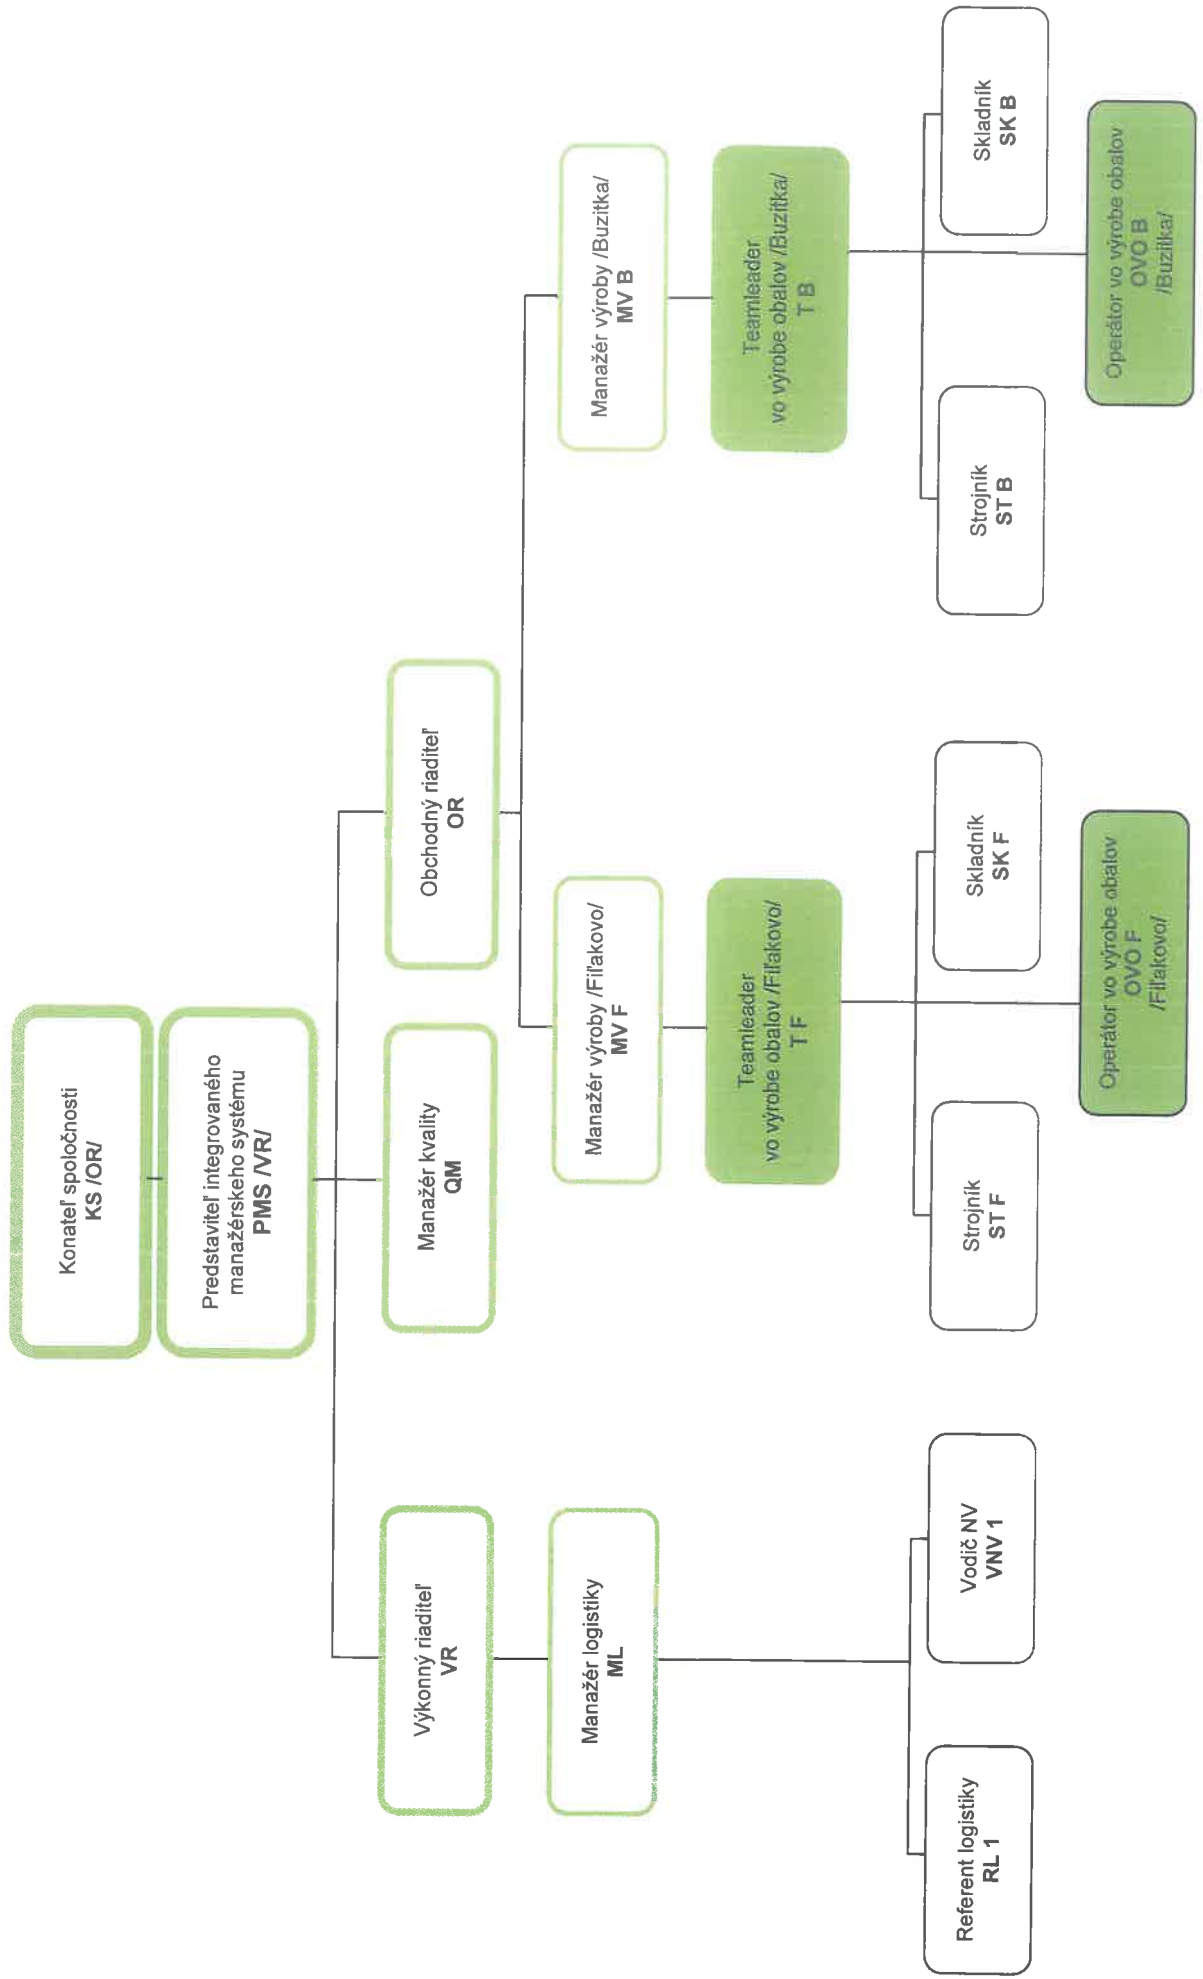 Konateľ spoločnosti
KS /OR/
Predstaviteľ integrovaného
manažérskeho systému
PMS /VR/
Výkonný riaditeľ
VR
Manažér kvality
QM
Obchodný riaditeľ
OR
Manažér logistiky
ML
Manažér výroby /Fiľakovo/
MV F
Manažér výroby /Buzitka/
MV B
Teamleader
vo výrobe obalov /Fiľakovo/
T F
Teamleader
vo výrobe obalov /Buzitka/
T B
Referent logistiky
RL 1
Vodič NV
VNV 1
Strojník
ST F
Skladník
SK F
Strojník
ST B
Skladník
SK B
Operátor vo výrobe obalov
OVO F
/Fiľakovo/
Operátor vo výrobe obalov
OVO B
/Buzitka/